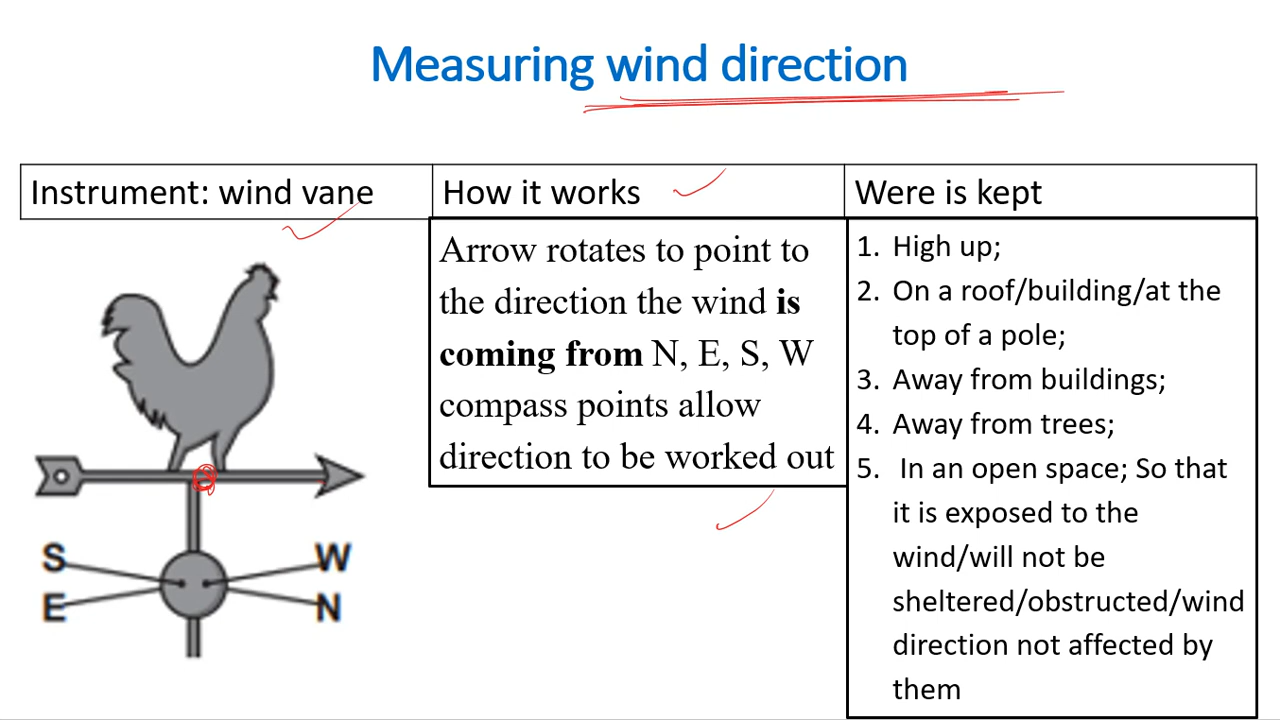 Measuring wind direction
Instrument: wind vane
How it works
Were is kept
Arrow rotates to point to
the direction the wind is
coming from N, E, S, W
compass points allow
direction to be worked out
1. High up;
2. On a roof/building/at the
top of a pole;
3. Away from buildings;
4. Away from trees;
5. In an open space; So that
it is exposed to the
wind/will not be
sheltered/obstructed/wind
direction not affected by
them
S
W
E
N